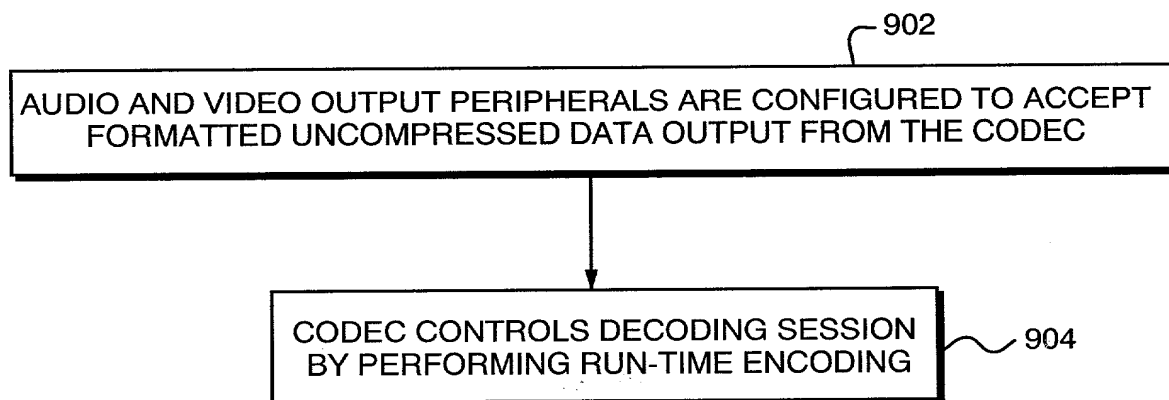 902
AUDIO AND VIDEO OUTPUT PERIPHERALS ARE CONFIGURED TO ACCEPT
FORMATTED UNCOMPRESSED DATA OUTPUT FROM THE CODEC
CODEC CONTROLS DECODING SESSION
BY PERFORMING RUN-TIME ENCODING
904